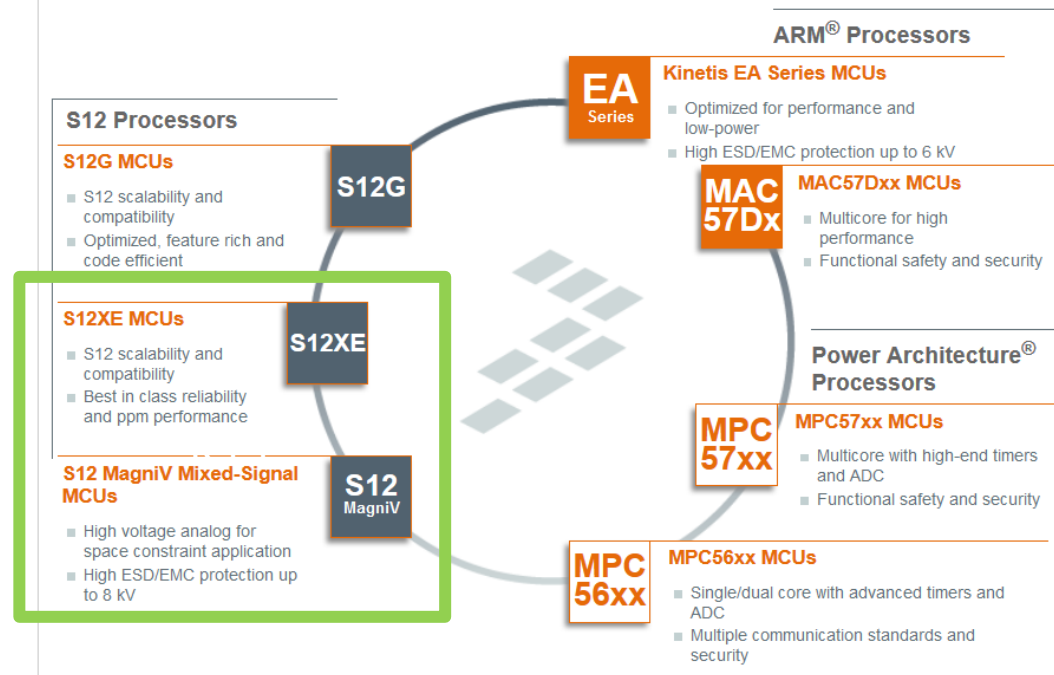 ARM® Processors
EA
Series
Kinetis EA Series MCUs
Optimized for performance and
low-power
High ESD/EMC protection up to 6 kV
S12 Processors
S12G MCUs
S12 scalability and
compatibility
Optimized, feature rich and
code efficient
S12G
MAC
57Dx
MAC57Dxx MCUs
Multicore for high
performance
Functional safety and security
S12XE MCUs
S12 scalability and
compatibility
Best in class reliability
and ppm performance
S12XE
Power Architecture®
Processors
MPC
57xx
MPC57xx MCUs
Multicore with high-end timers
and ADC
Functional safety and security
S12 MagniV Mixed-Signal
MCUs
High voltage analog for
space constraint application
High ESD/EMC protection up
to 8 kV
S12
MagniV
MPC
56xx
MPC56xx MCUs
Single/dual core with advanced timers and
ADC
Multiple communication standards and
security